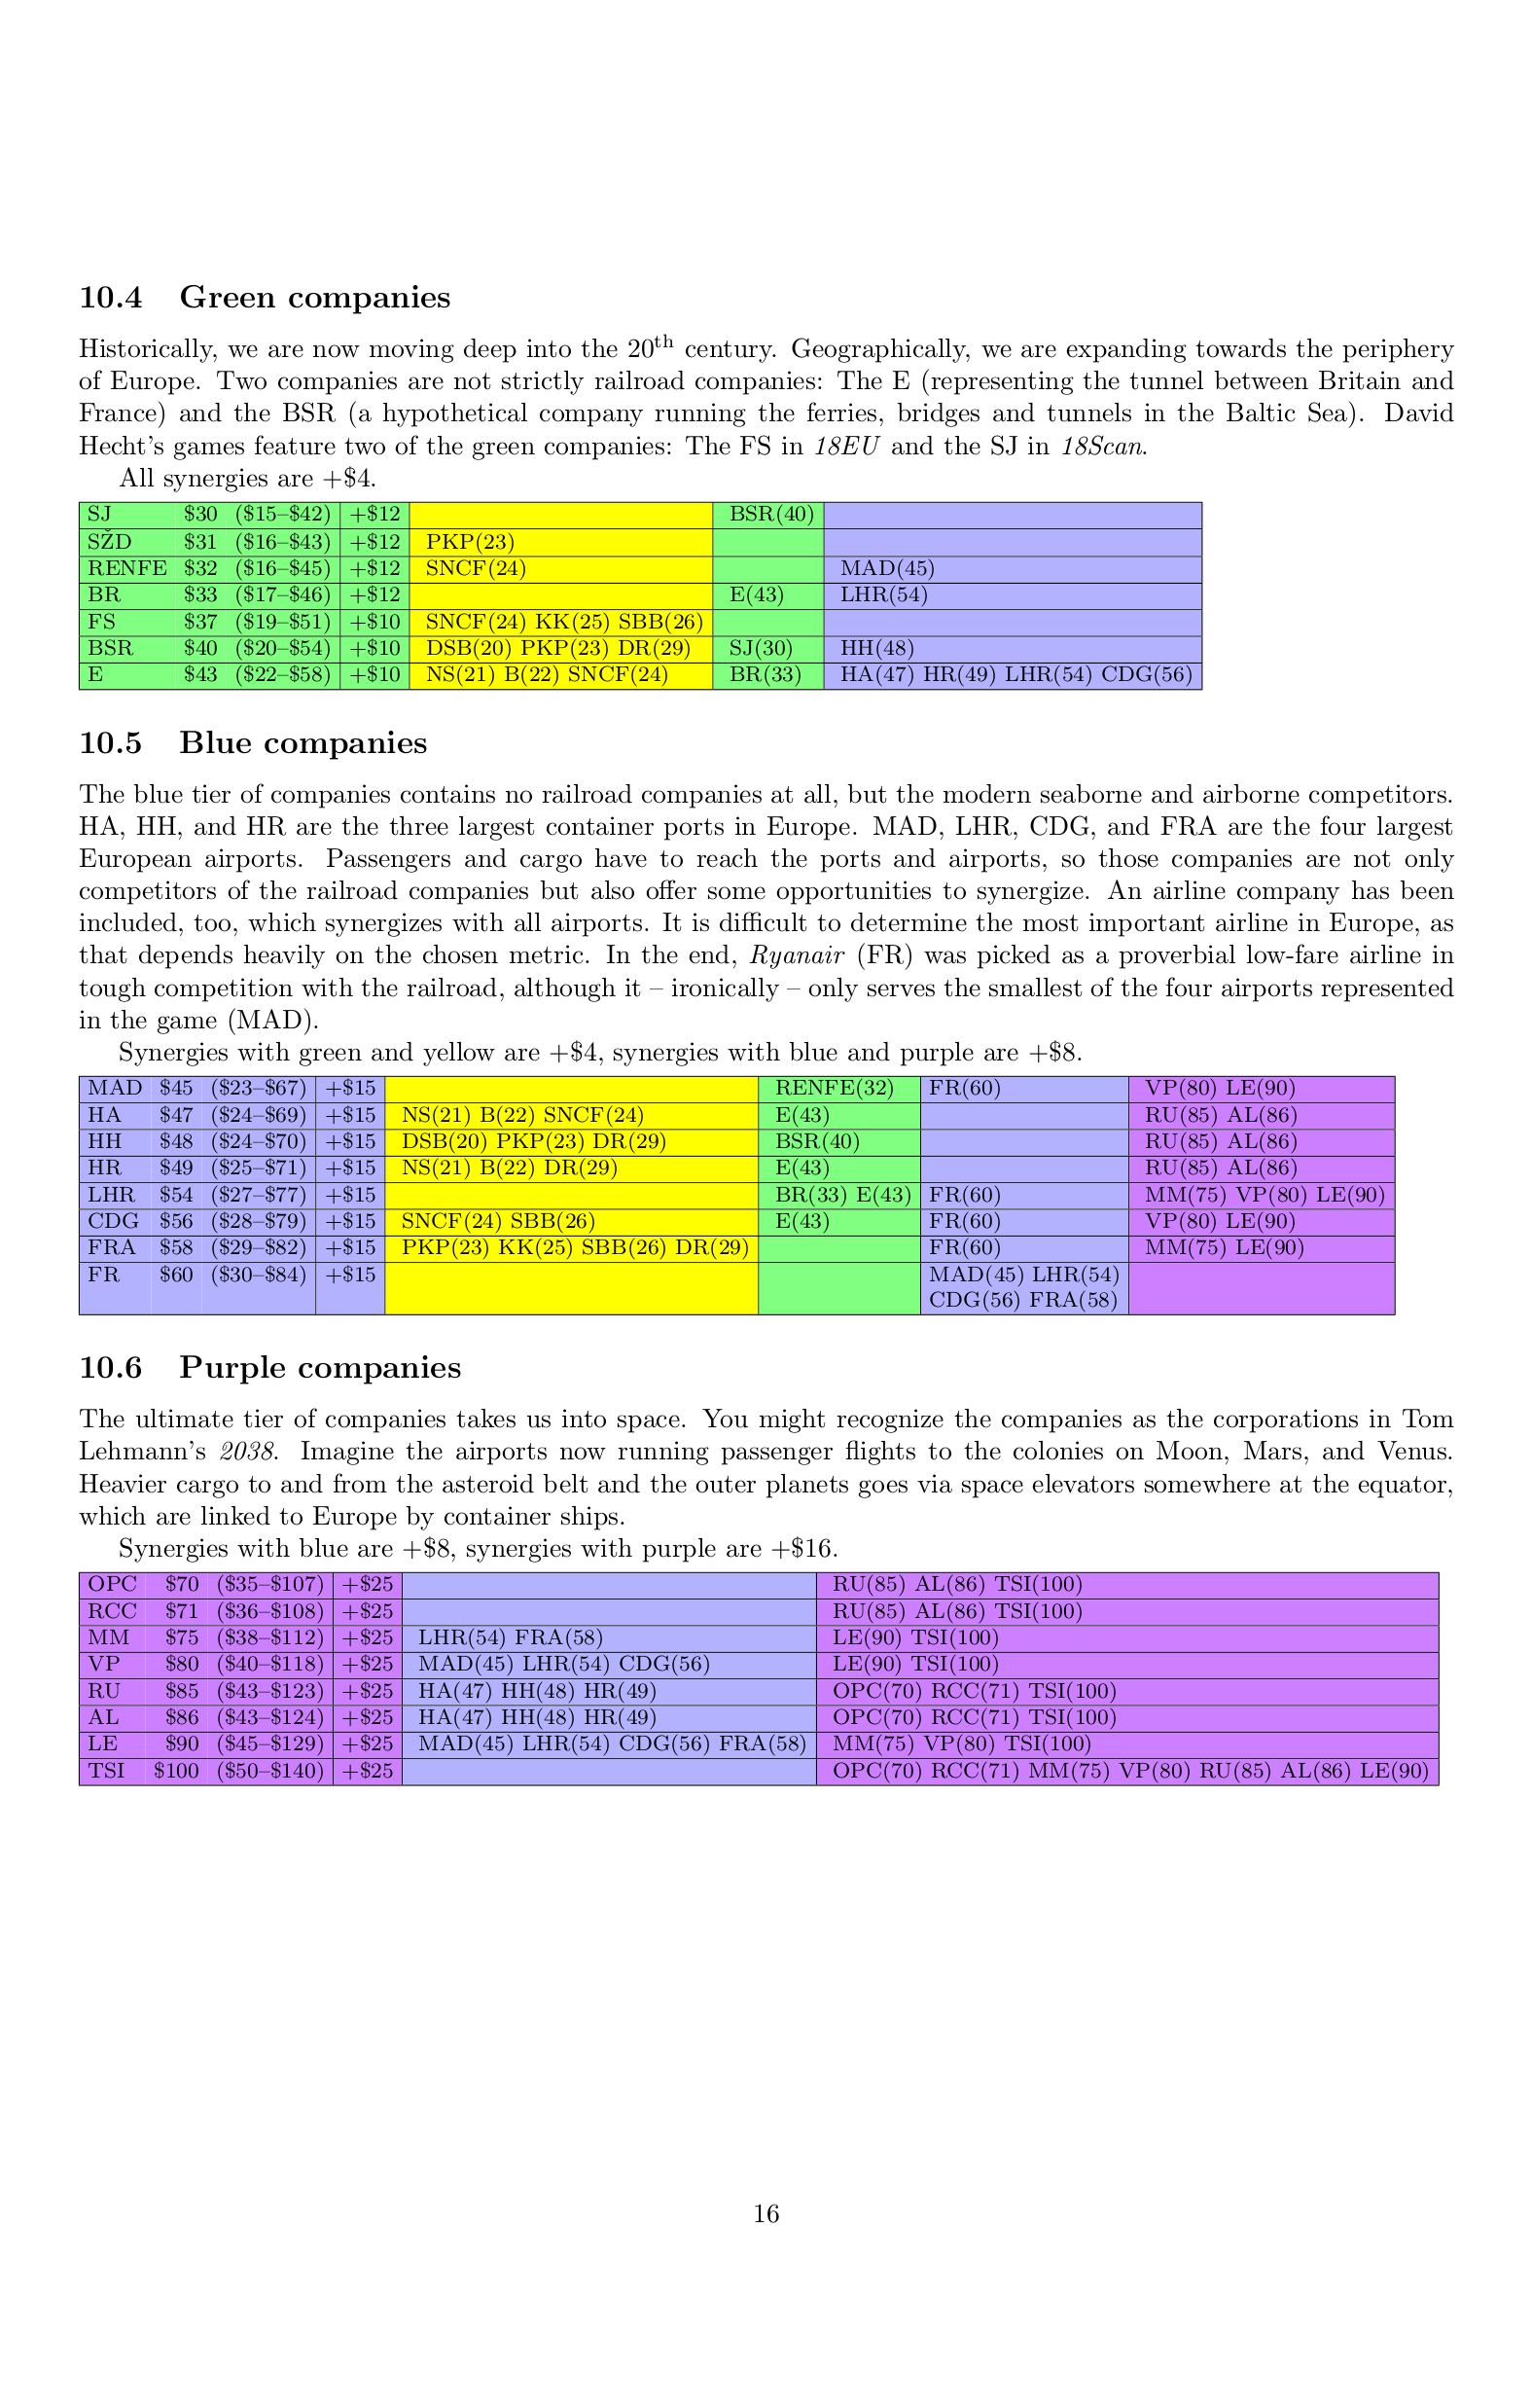 10.4 Green companies
Historically, we are now moving deep into the 20th century. Geographically, we are expanding towards the periphery
of Europe. Two companies are not strictly railroad companies: The E (representing the tunnel between Britain and
France) and the BSR (a hypothetical company running the ferries, bridges and tunnels in the Baltic Sea). David
Hecht's games feature two of the green companies: The FS in 18EU and the SJ in 18Scan.
All synergies are +$4.
SJ $30 ($15–$42) +$12 BSR(40)
SŽD $31 ($16–$43) +$12 PKP(23)
RENFE $32 ($16–$45) +$12 SNCF(24) MAD(45)
BR $33 ($17–$46) +$12 E(43) LHR(54)
FS $37 ($19–$51) +$10 SNCF(24) KK(25) SBB(26)
BSR $40 ($20–$54) +$10 DSB(20) PKP(23) DR(29) SJ(30) HH(48)
E $43 ($22–$58) +$10 NS(21) B(22) SNCF(24) BR(33) HA(47) HR(49) LHR(54) CDG(56)
10.5 Blue companies
The blue tier of companies contains no railroad companies at all, but the modern seaborne and airborne competitors.
HA, HH, and HR are the three largest container ports in Europe. MAD, LHR, CDG, and FRA are the four largest
European airports. Passengers and cargo have to reach the ports and airports, so those companies are not only
competitors of the railroad companies but also offer some opportunities to synergize. An airline company has been
included, too, which synergizes with all airports. It is difficult to determine the most important airline in Europe, as
that depends heavily on the chosen metric. In the end, Ryanair (FR) was picked as a proverbial low-fare airline in
tough competition with the railroad, although it – ironically – only serves the smallest of the four airports represented
in the game (MAD).
Synergies with green and yellow are +$4, synergies with blue and purple are +$8.
MAD $45 ($23–$67) +$15 RENFE(32) FR(60) VP(80) LE(90)
HA $47 ($24–$69) +$15 NS(21) B(22) SNCF(24) E(43) RU(85) AL(86)
HH $48 ($24–$70) +$15 DSB(20) PKP(23) DR(29) BSR(40) RU(85) AL(86)
HR $49 ($25–$71) +$15 NS(21) B(22) DR(29) E(43) RU(85) AL(86)
LHR $54 ($27–$77) +$15 BR(33) E(43) FR(60) MM(75) VP(80) LE(90)
CDG $56 ($28–$79) +$15 SNCF(24) SBB(26) E(43) FR(60) VP(80) LE(90)
FRA $58 ($29–$82) +$15 PKP(23) KK(25) SBB(26) DR(29) FR(60) MM(75) LE(90)
FR $60 ($30–$84) +$15 MAD(45) LHR(54)
CDG(56) FRA(58)
10.6 Purple companies
The ultimate tier of companies takes us into space. You might recognize the companies as the corporations in Tom
Lehmann's 2038. Imagine the airports now running passenger flights to the colonies on Moon, Mars, and Venus.
Heavier cargo to and from the asteroid belt and the outer planets goes via space elevators somewhere at the equator,
which are linked to Europe by container ships.
Synergies with blue are +$8, synergies with purple are +$16.
OPC $70 ($35–$107) +$25 RU(85) AL(86) TSI(100)
RCC $71 ($36–$108) +$25 RU(85) AL(86) TSI(100)
MM $75 ($38–$112) +$25 LHR(54) FRA(58) LE(90) TSI(100)
VP $80 ($40–$118) +$25 MAD(45) LHR(54) CDG(56) LE(90) TSI(100)
RU $85 ($43–$123) +$25 HA(47) HH(48) HR(49) OPC(70) RCC(71) TSI(100)
AL $86 ($43–$124) +$25 HA(47) HH(48) HR(49) OPC(70) RCC(71) TSI(100)
LE $90 ($45–$129) +$25 MAD(45) LHR(54) CDG(56) FRA(58) MM(75) VP(80) TSI(100)
TSI $100 ($50–$140) +$25 OPC(70) RCC(71) MM(75) VP(80) RU(85) AL(86) LE(90)
16